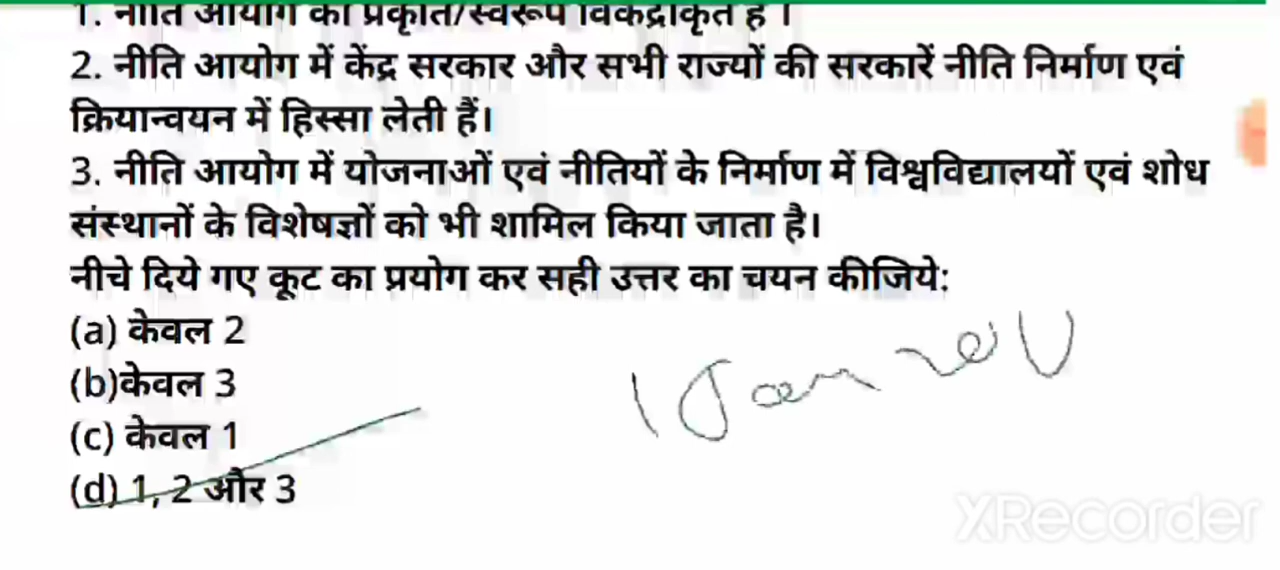 1. नीति आयोग की प्रकृति/स्वरूप विकेंद्रीकृत है ।
2. नीति आयोग में केंद्र सरकार और सभी राज्यों की सरकारें नीति निर्माण एवं
क्रियान्वयन में हिस्सा लेती हैं।
3. नीति आयोग में योजनाओं एवं नीतियों के निर्माण में विश्वविद्यालयों एवं शोध
संस्थानों के विशेषज्ञों को भी शामिल किया जाता है।
नीचे दिये गए कूट का प्रयोग कर सही उत्तर का चयन कीजिये:
(a) केवल 2
(b)केवल 3
(c) केवल 1
(d) 1, 2 और 3
XRecorder